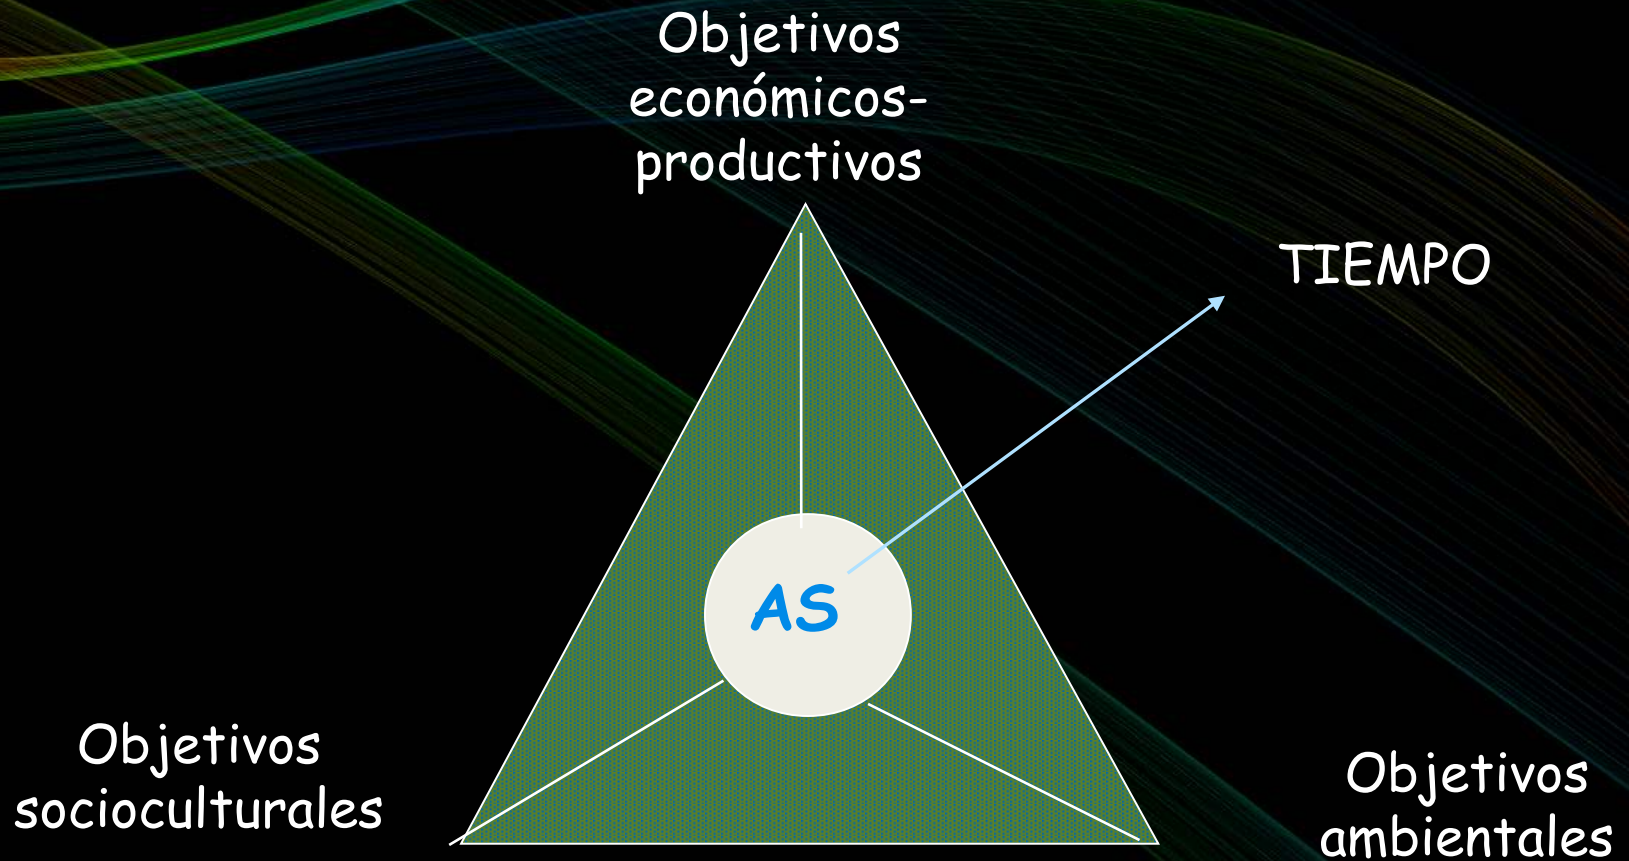 Objetivos
económicos-
productivos
TIEMPO
AS
Objetivos
socioculturales
Objetivos
ambientales